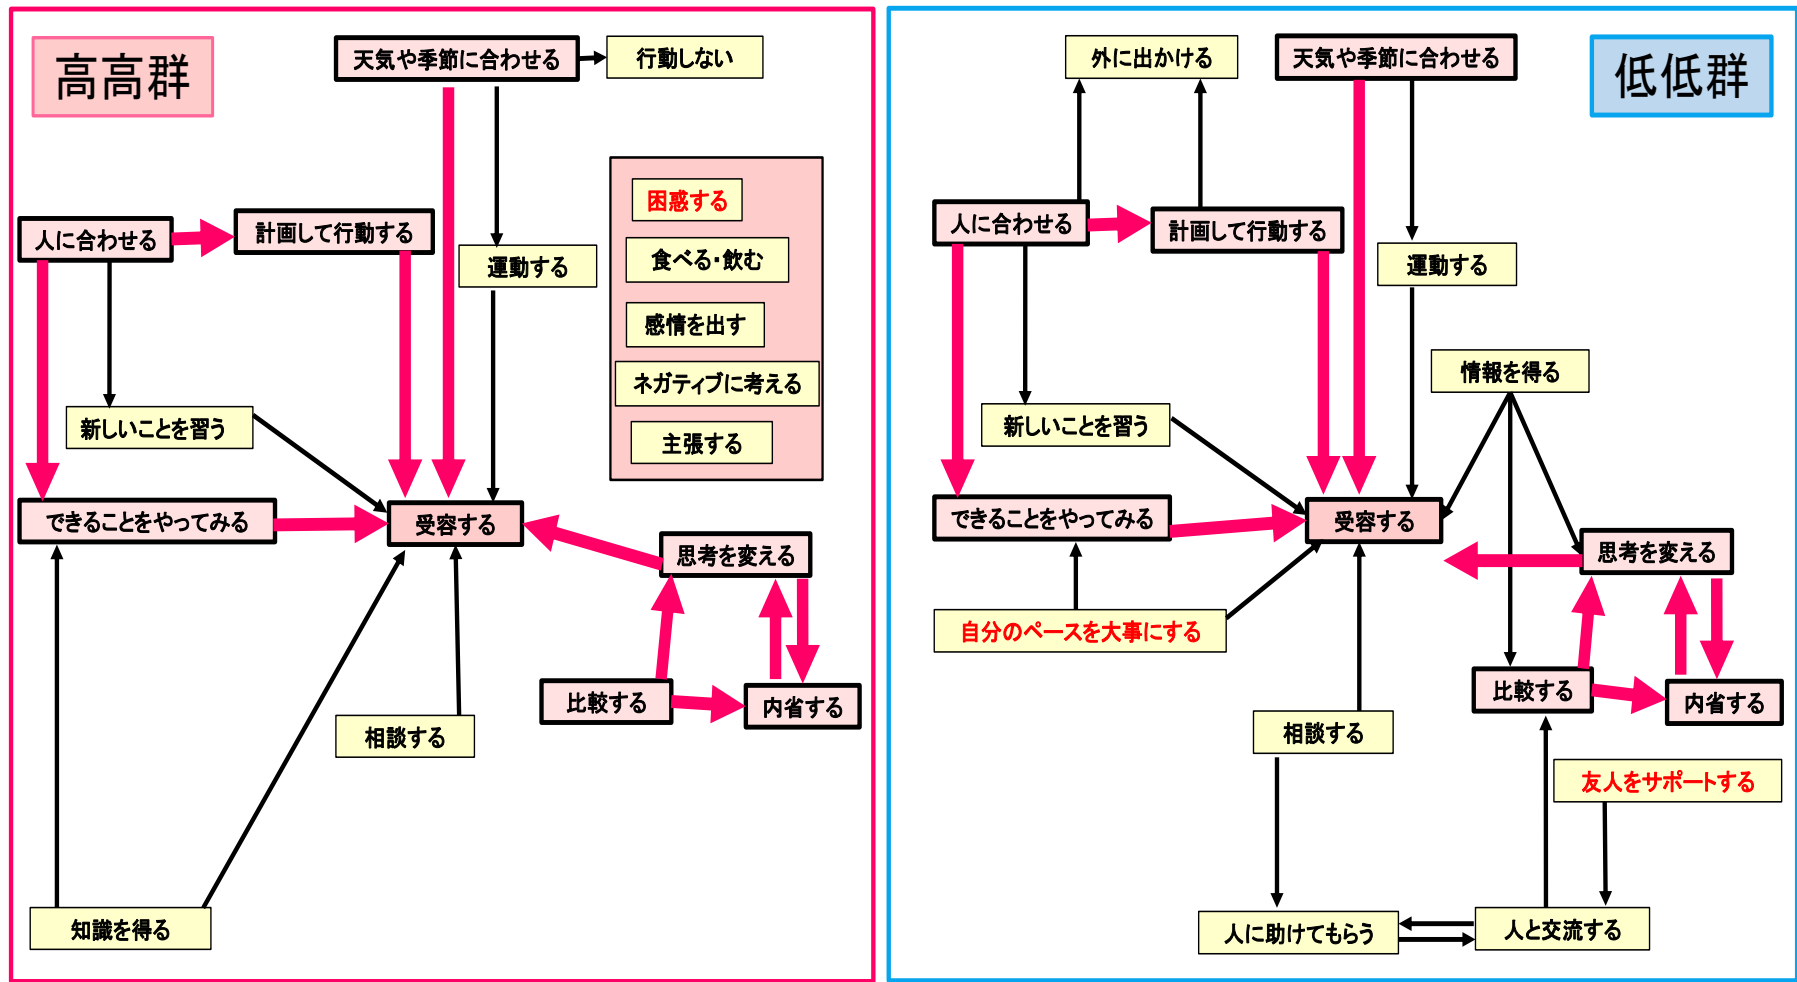 高高群
天気や季節に合わせる
行動しない
困惑する
人に合わせる
計画して行動する
運動する
食べる・飲む
感情を出す
ネガティブに考える
新しいことを習う
主張する
できることをやってみる
受容する
思考を変える
比較する
内省する
相談する
知識を得る
低低群
外に出かける
天気や季節に合わせる
人に合わせる
計画して行動する
運動する
情報を得る
新しいことを習う
できることをやってみる
受容する
思考を変える
自分のペースを大事にする
比較する
内省する
相談する
友人をサポートする
人に助けてもらう
人と交流する